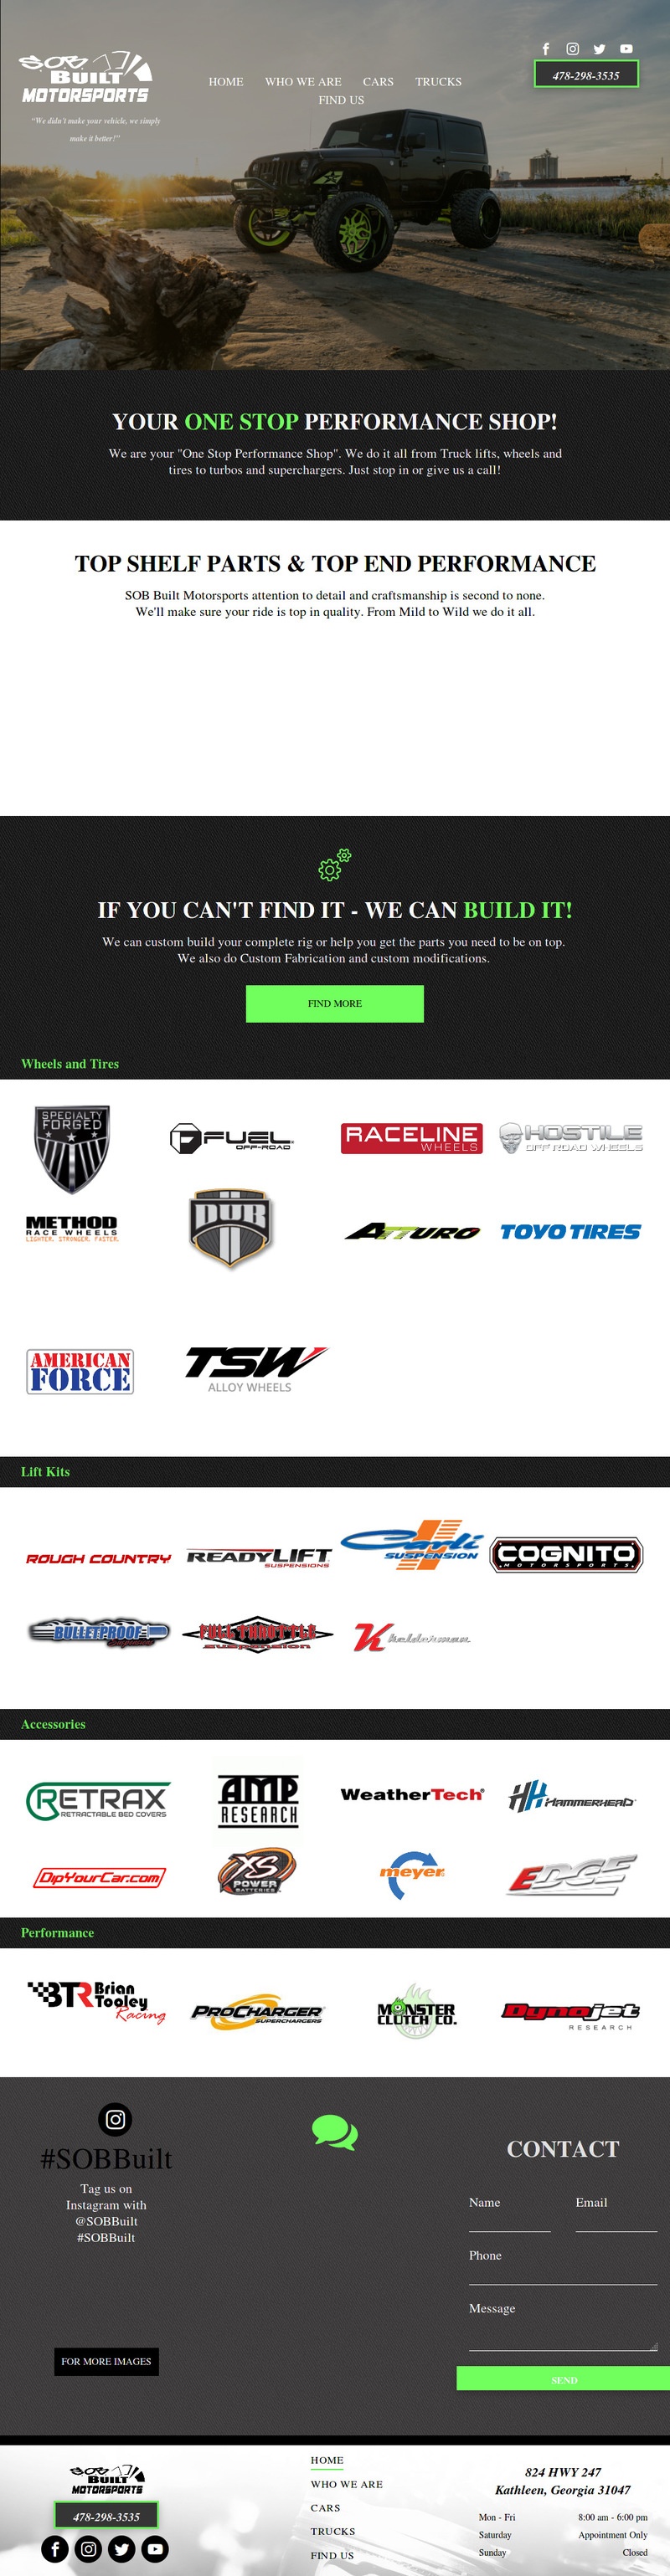 S.O.B.
BUILT
MOTORSPORTS
"We didn't make your vehicle, we simply
make it better!"
HOME WHO WE ARE CARS TRUCKS
FIND US
478-298-3535
YOUR ONE STOP PERFORMANCE SHOP!
We are your "One Stop Performance Shop". We do it all from Truck lifts, wheels and
tires to turbos and superchargers. Just stop in or give us a call!
TOP SHELF PARTS & TOP END PERFORMANCE
SOB Built Motorsports attention to detail and craftsmanship is second to none.
We'll make sure your ride is top in quality. From Mild to Wild we do it all.
IF YOU CAN'T FIND IT - WE CAN BUILD IT!
We can custom build your complete rig or help you get the parts you need to be on top.
We also do Custom Fabrication and custom modifications.
FIND MORE
Wheels and Tires
SPECIALTY
FORGED
FUEL
OFF-ROAD
RACELINE
WHEELS
HOSTILE
OFF ROAD WHEELS
METHOD
RACE WHEELS
LIGHTER. STRONGER. FASTER.
DUB
ATTURO
TOYO TIRES
AMERICAN
FORCE
TSW
ALLOY WHEELS
Lift Kits
ROUGH COUNTRY
READYLIFT
SUSPENSIONS
Carli
SUSPENSION
COGNITO
MOTORSPORTS
BULLETPROOF
Suspension
FULL THROTTLE
suspension
Kelderman
Accessories
RETRAX
RETRACTABLE BED COVERS
AMP
RESEARCH
WeatherTech®
HAMMERHEAD
DipYourCar.com
XS
POWER
BATTERIES
meyer
EDGE
Performance
BTR Brian
Tooley
Racing
PROCHARGER
SUPERCHARGERS
MONSTER
CLUTCH CO.
Dynojet
RESEARCH
#SOBBuilt
Tag us on
Instagram with
@SOBBuilt
#SOBBuilt
FOR MORE IMAGES
CONTACT
Name Email
Phone
Message
SEND
S.O.B.
BUILT
MOTORSPORTS
478-298-3535
HOME
WHO WE ARE
CARS
TRUCKS
FIND US
824 HWY 247
Kathleen, Georgia 31047
Mon - Fri 8:00 am - 6:00 pm
Saturday Appointment Only
Sunday Closed